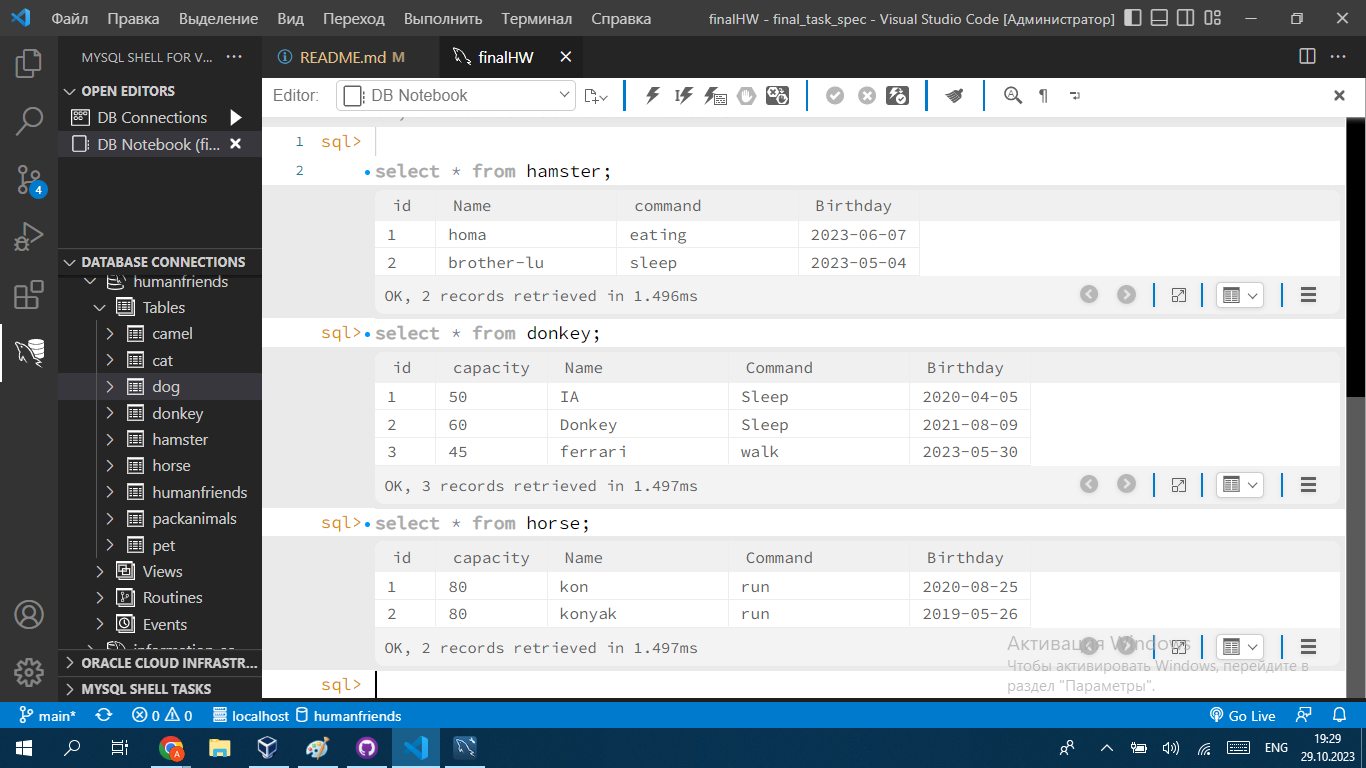 Файл Правка Выделение Вид Переход Выполнить Терминал Справка finalHW - final_task_spec - Visual Studio Code [Администратор]
MYSQL SHELL FOR V... ···
README.md M finalHW
OPEN EDITORS
DB Connections
DB Notebook (fi...
Editor: DB Notebook
1 sql>
2 select * from hamster;
id Name command Birthday
1 homa eating 2023-06-07
2 brother-lu sleep 2023-05-04
OK, 2 records retrieved in 1.496ms
sql> select * from donkey;
id capacity Name Command Birthday
1 50 IA Sleep 2020-04-05
2 60 Donkey Sleep 2021-08-09
3 45 ferrari walk 2023-05-30
OK, 3 records retrieved in 1.497ms
sql> select * from horse;
id capacity Name Command Birthday
1 80 kon run 2020-08-25
2 80 konyak run 2019-05-26
OK, 2 records retrieved in 1.497ms
sql>
4
DATABASE CONNECTIONS
humanfriends
Tables
camel
cat
dog
donkey
hamster
horse
humanfriends
packanimals
pet
Views
Routines
Events
ORACLE CLOUD INFRASTR...
MYSQL SHELL TASKS
Активация Windows
Чтобы активировать Windows, перейдите в
раздел "Параметры".
main* 0 0 localhost humanfriends Go Live
ENG
19:29
29.10.2023